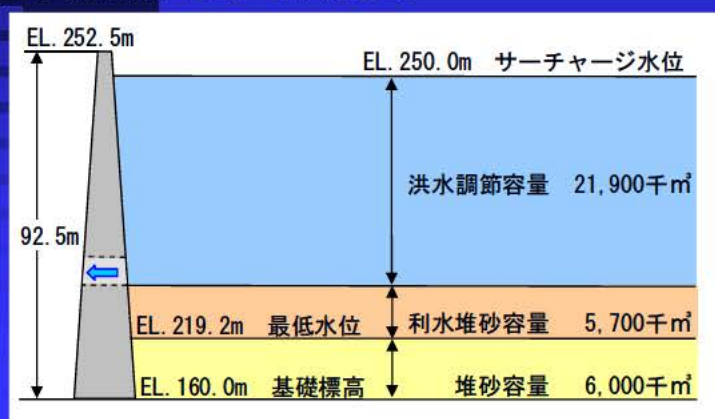 EL.252.5m
EL.250.0m サーチャージ水位
洪水調節容量 21,900千㎥
92.5m
EL.219.2m 最低水位 利水堆砂容量 5,700千㎥
EL.160.0m 基礎標高 堆砂容量 6,000千㎥